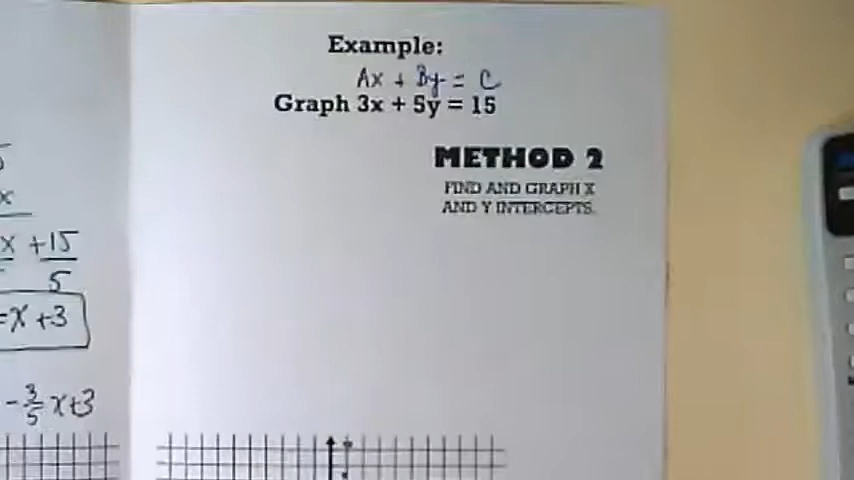 Example:
Ax + By = C
Graph 3x + 5y = 15
METHOD 2
FIND AND GRAPH X
AND Y INTERCEPTS.
5
x
x + 15
5
= x + 3
- 3/5 x + 3